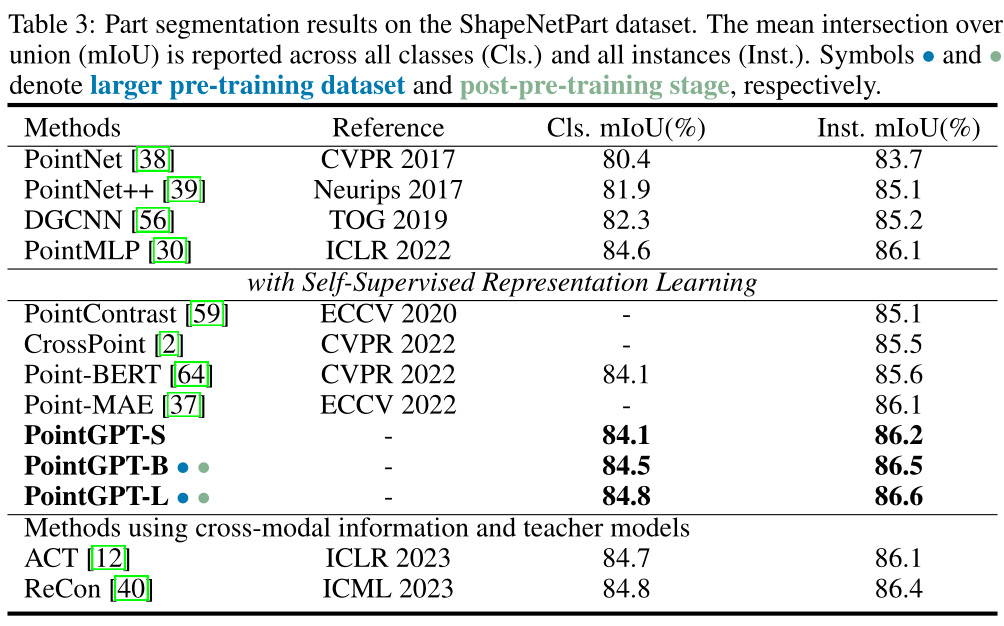 Table 3: Part segmentation results on the ShapeNetPart dataset. The mean intersection over
union (mIoU) is reported across all classes (Cls.) and all instances (Inst.). Symbols • and •
denote larger pre-training dataset and post-pre-training stage, respectively.
Methods Reference Cls. mIoU(%) Inst. mIoU(%)
PointNet [38] CVPR 2017 80.4 83.7
PointNet++ [39] Neurips 2017 81.9 85.1
DGCNN [56] TOG 2019 82.3 85.2
PointMLP [30] ICLR 2022 84.6 86.1
with Self-Supervised Representation Learning
PointContrast [59] ECCV 2020 - 85.1
CrossPoint [2] CVPR 2022 - 85.5
Point-BERT [64] CVPR 2022 84.1 85.6
Point-MAE [37] ECCV 2022 - 86.1
PointGPT-S - 84.1 86.2
PointGPT-B • • - 84.5 86.5
PointGPT-L • • - 84.8 86.6
Methods using cross-modal information and teacher models
ACT [12] ICLR 2023 84.7 86.1
ReCon [40] ICML 2023 84.8 86.4